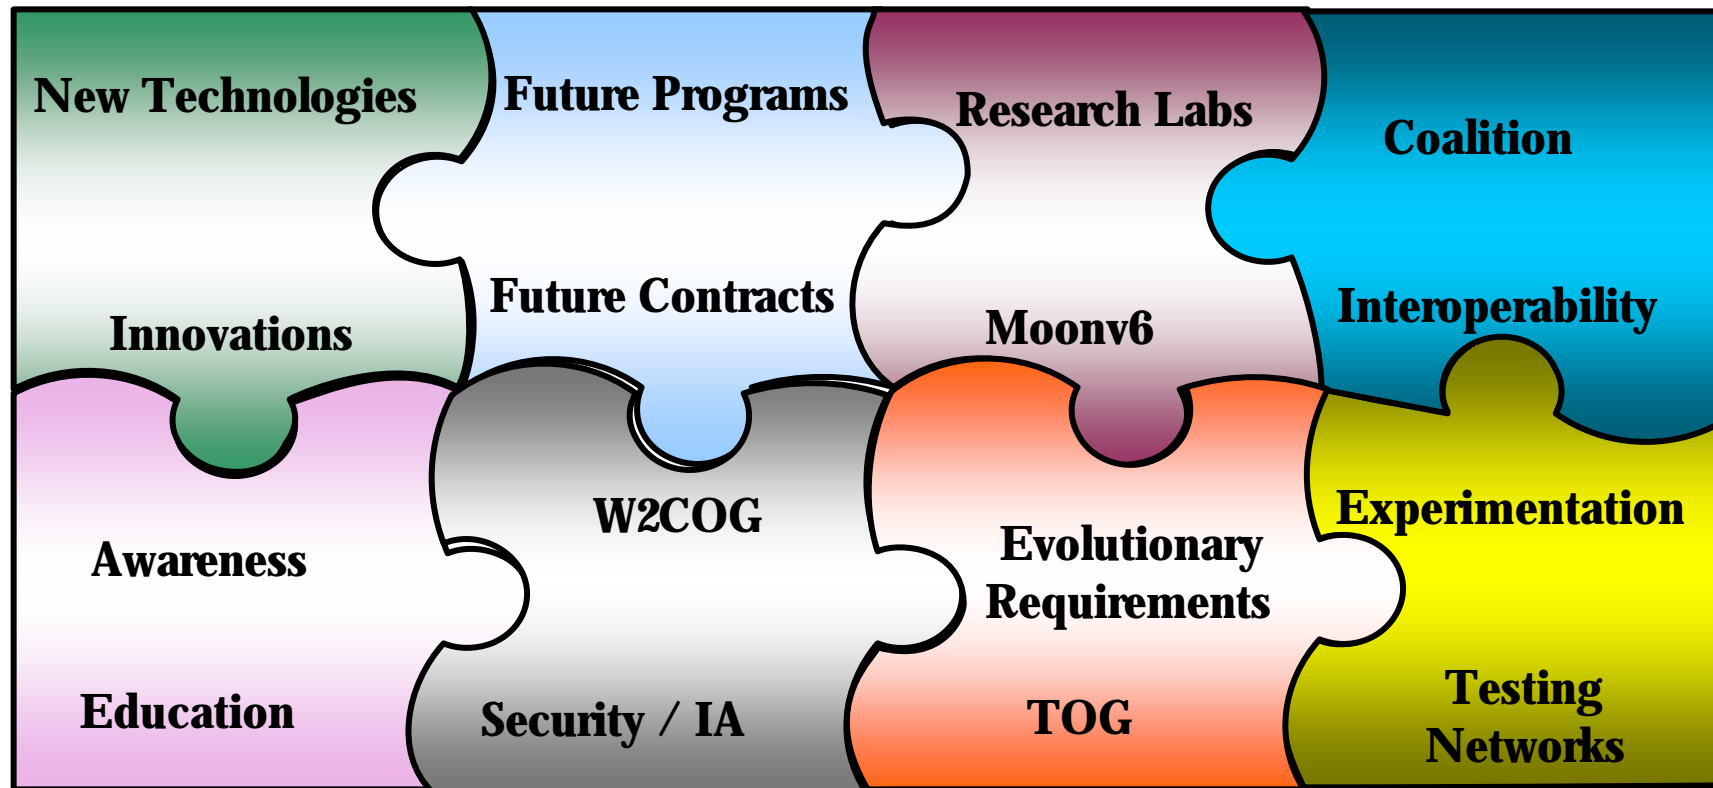 New Technologies
Innovations
Future Programs
Future Contracts
Research Labs
Moonv6
Coalition
Interoperability
Awareness
Education
W2COG
Security / IA
Evolutionary
Requirements
TOG
Experimentation
Testing
Networks